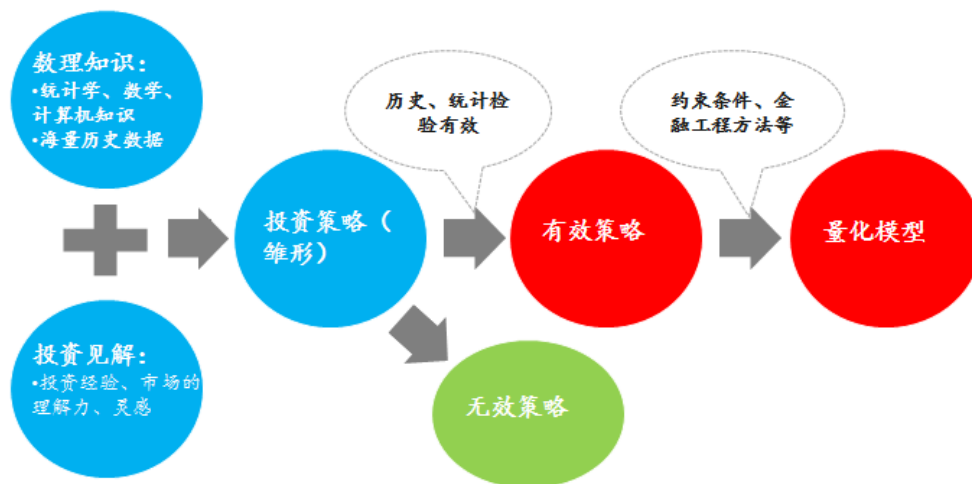 数理知识：
•统计学、数学、
计算机知识
•海量历史数据
投资见解：
•投资经验、市场的
理解力、灵感
投资策略（
雏形）
历史、统计检
验有效
有效策略
无效策略
约束条件、金
融工程方法等
量化模型